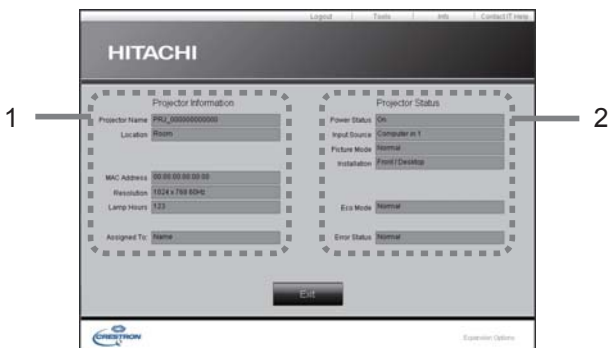 Logout Tools Info Contact IT Help
HITACHI
1
Projector Information
Projector Name PRJ_000000000000
Location Room
MAC Address 00:00:00:00:00:00
Resolution 1024 x 768 60Hz
Lamp Hours 123
Assigned To: Name
2
Projector Status
Power Status On
Input Source Computer in 1
Picture Mode Normal
Installation Front / Desktop
Eco Mode Normal
Error Status Normal
Exit
CRESTRON
Expansion Options